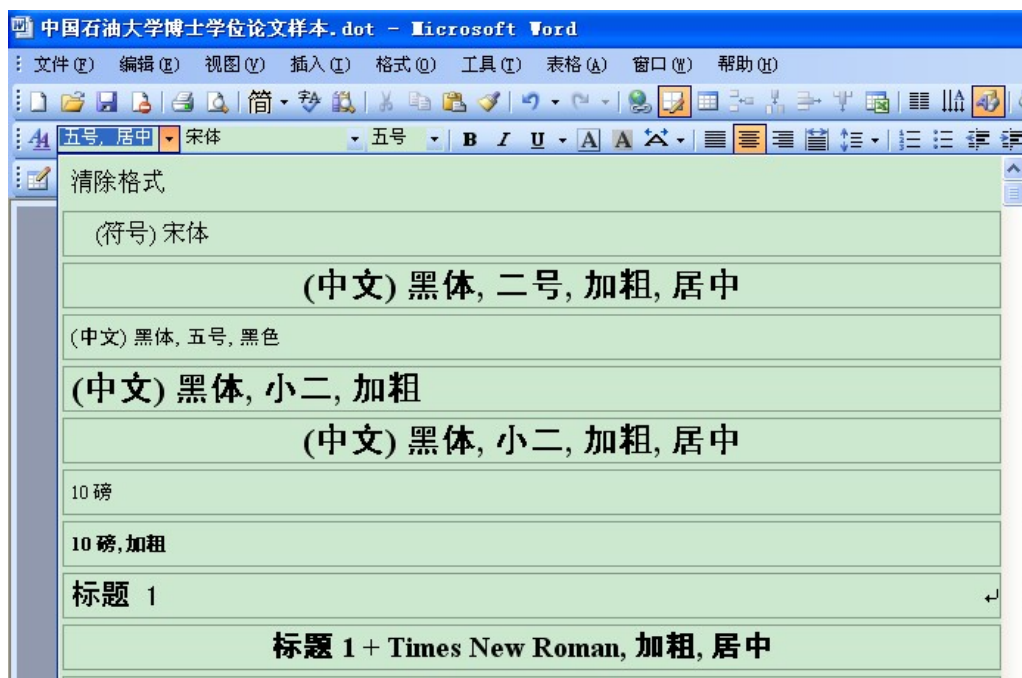 中国石油大学博士学位论文样本.dot - Microsoft Word
文件(F) 编辑(E) 视图(V) 插入(I) 格式(O) 工具(T) 表格(A) 窗口(W) 帮助(H)
简
五号, 居中 宋体 五号 B I U A A
清除格式
(符号) 宋体
(中文) 黑体, 二号, 加粗, 居中
(中文) 黑体, 五号, 黑色
(中文) 黑体, 小二, 加粗
(中文) 黑体, 小二, 加粗, 居中
10 磅
10 磅, 加粗
标题 1
标题 1 + Times New Roman, 加粗, 居中